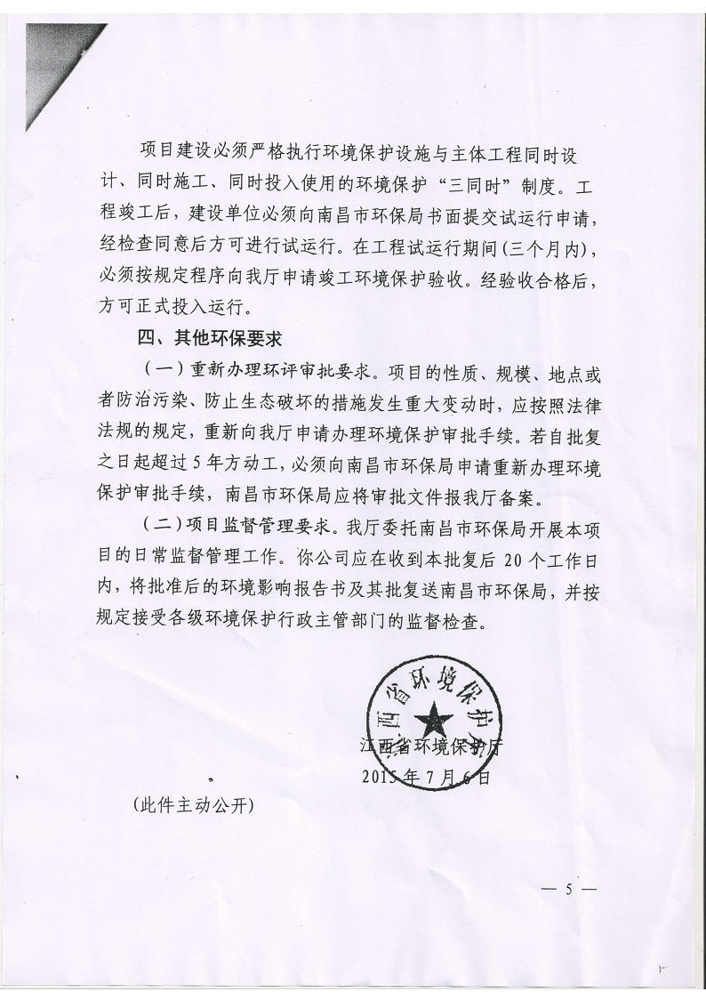 项目建设必须严格执行环境保护设施与主体工程同时设
计、同时施工、同时投入使用的环境保护“三同时”制度。工
程竣工后，建设单位必须向南昌市环保局书面提交试运行申请，
经检查同意后方可进行试运行。在工程试运行期间(三个月内)，
必须按规定程序向我厅申请竣工环境保护验收。经验收合格后，
方可正式投入运行。
四、其他环保要求
（一）重新办理环评审批要求。项目的性质、规模、地点或
者防治污染、防止生态破坏的措施发生重大变动时，应按照法律
法规的规定，重新向我厅申请办理环境保护审批手续。若自批复
之日起超过5年方动工，必须向南昌市环保局申请重新办理环境
保护审批手续，南昌市环保局应将审批文件报我厅备案。
（二）项目监督管理要求。我厅委托南昌市环保局开展本项
目的日常监督管理工作。你公司应在收到本批复后20个工作日
内，将批准后的环境影响报告书及其批复送南昌市环保局，并按
规定接受各级环境保护行政主管部门的监督检查。
江西省环境保护厅
江西省环境保护厅
2015年7月6日
(此件主动公开)
— 5 —